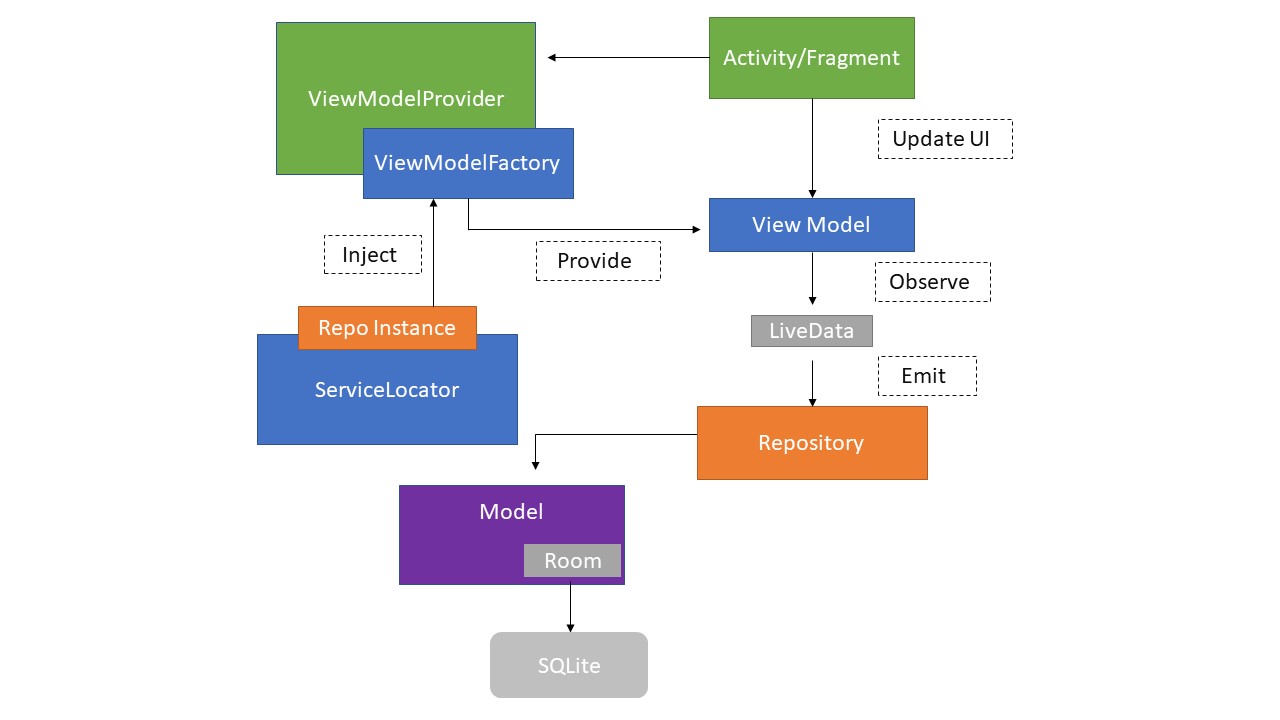 Activity/Fragment
ViewModelProvider
Update UI
ViewModelFactory
View Model
Inject
Provide
Observe
Repo Instance
LiveData
Emit
ServiceLocator
Repository
Model
Room
SQLite